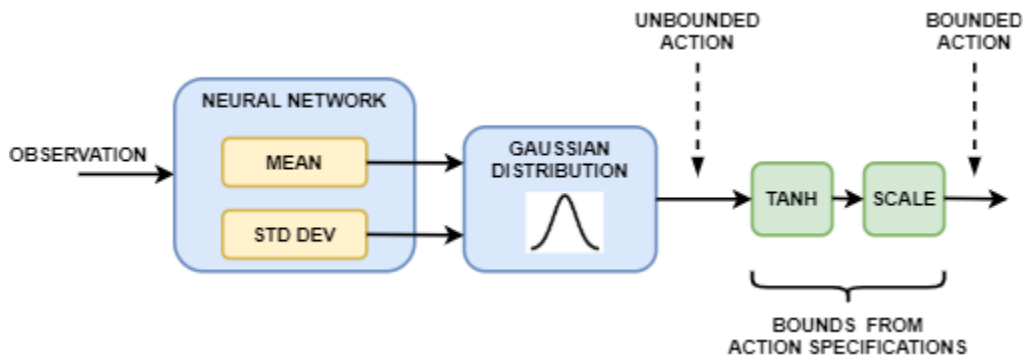 UNBOUNDED
ACTION
BOUNDED
ACTION
NEURAL NETWORK
OBSERVATION
MEAN
STD DEV
GAUSSIAN
DISTRIBUTION
TANH
SCALE
BOUNDS FROM
ACTION SPECIFICATIONS